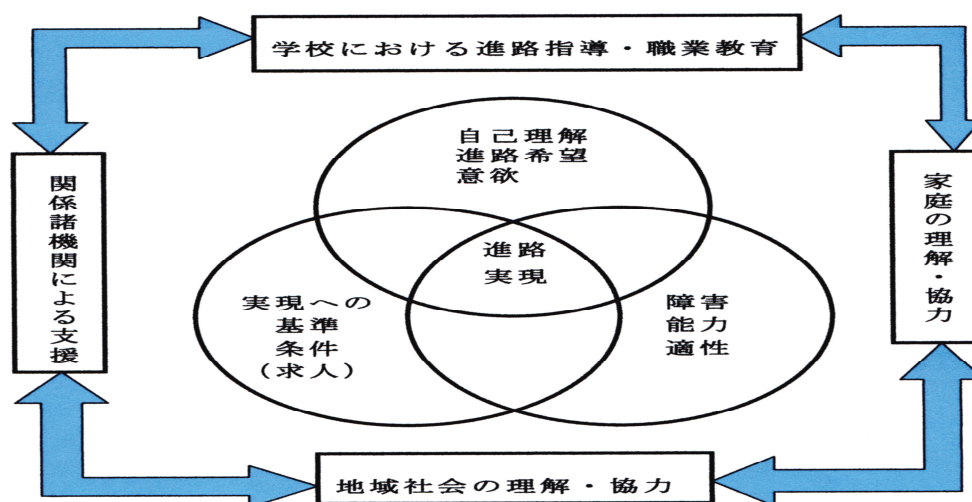 学校における進路指導・職業教育
自己理解
進路希望
意欲
関係諸機関による支援
家庭の理解・協力
進路
実現
実現への
基準
条件
(求人)
障害
能力
適性
地域社会の理解・協力